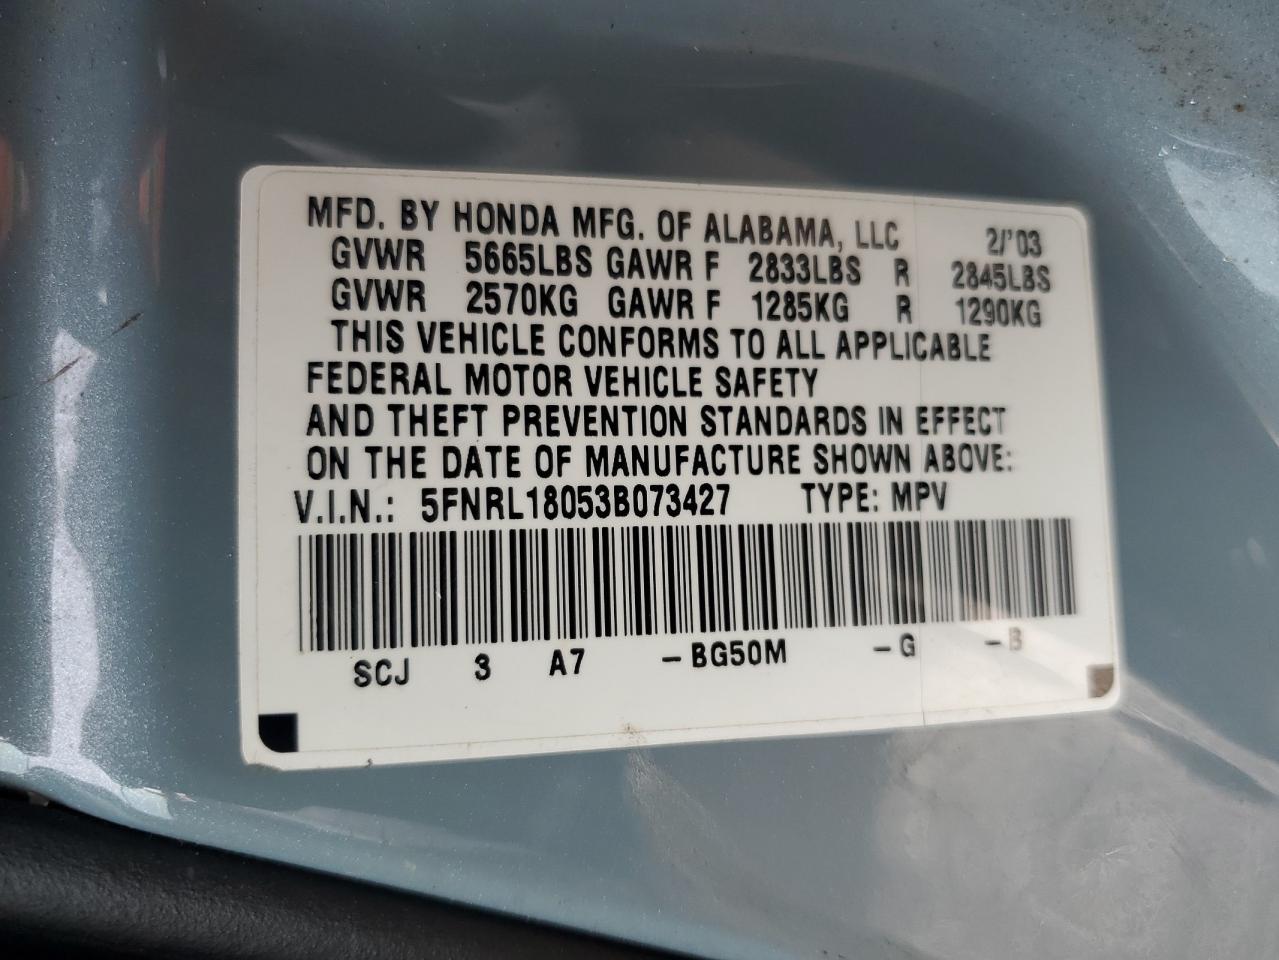 MFD. BY HONDA MFG. OF ALABAMA, LLC 2/'03
GVWR 5665LBS GAWR F 2833LBS R 2845LBS
GVWR 2570KG GAWR F 1285KG R 1290KG
THIS VEHICLE CONFORMS TO ALL APPLICABLE
FEDERAL MOTOR VEHICLE SAFETY
AND THEFT PREVENTION STANDARDS IN EFFECT
ON THE DATE OF MANUFACTURE SHOWN ABOVE:
V.I.N.: 5FNRL18053B073427 TYPE: MPV
SCJ 3 A7 -BG50M -G -B